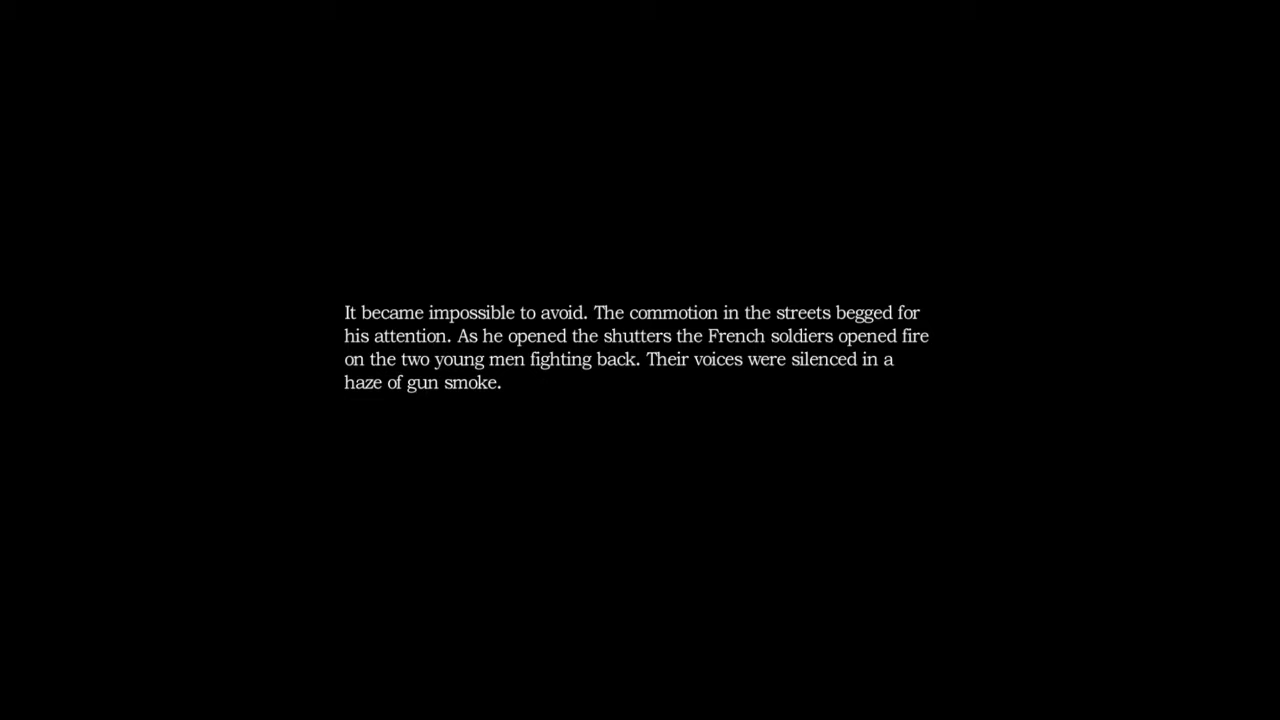 It became impossible to avoid. The commotion in the streets begged for
his attention. As he opened the shutters the French soldiers opened fire
on the two young men fighting back. Their voices were silenced in a
haze of gun smoke.